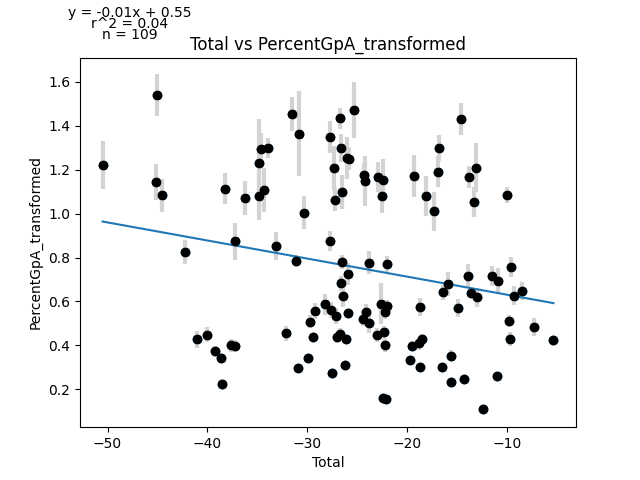 y = -0.01x + 0.55
r^2 = 0.04
n = 109
Total vs PercentGpA_transformed
PercentGpA_transformed
1.6
1.4
1.2
1.0
0.8
0.6
0.4
0.2
−50
−40
−30
−20
−10
Total